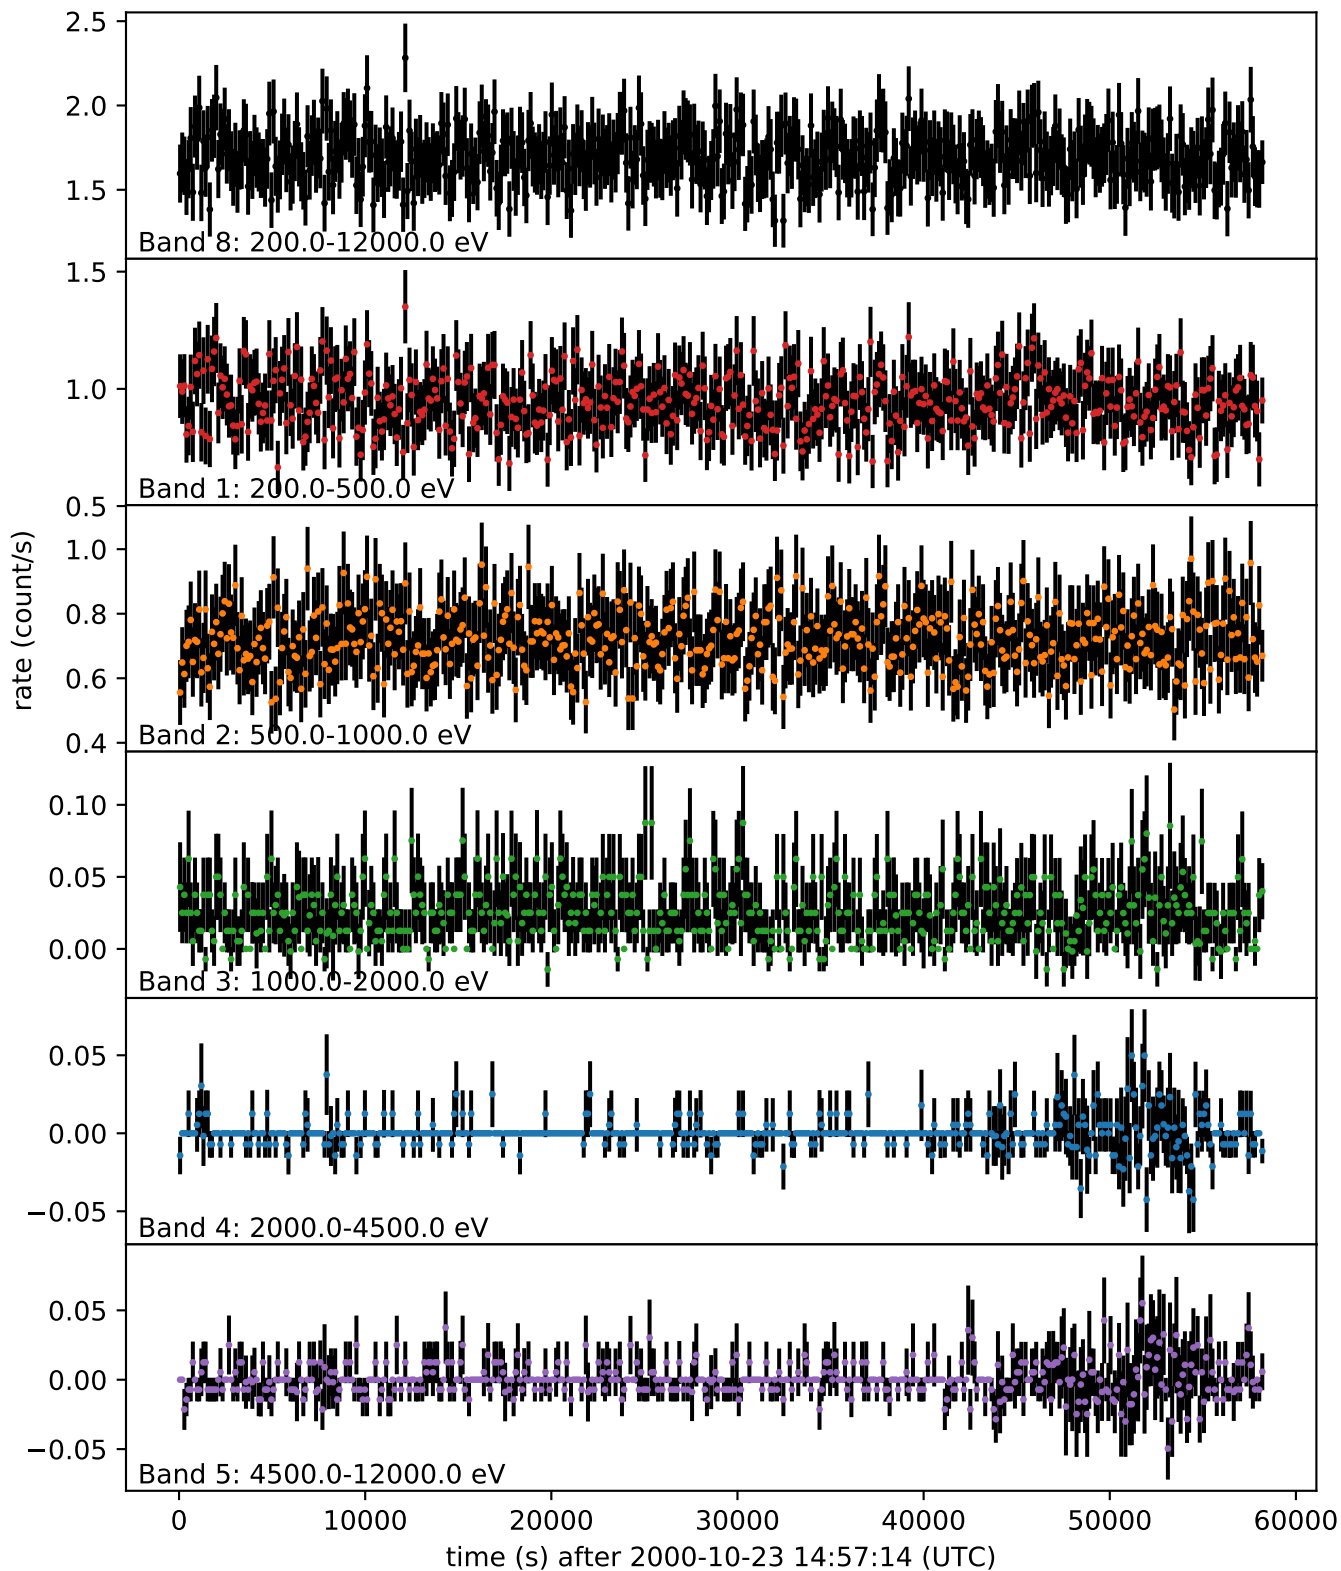 2.5
2.0
1.5
Band 8: 200.0-12000.0 eV
1.5
1.0
0.5
Band 1: 200.0-500.0 eV
1.0
0.8
0.6
0.4
Band 2: 500.0-1000.0 eV
rate (count/s)
0.10
0.05
0.00
Band 3: 1000.0-2000.0 eV
0.05
0.00
−0.05
Band 4: 2000.0-4500.0 eV
0.05
0.00
−0.05
Band 5: 4500.0-12000.0 eV
0 10000 20000 30000 40000 50000 60000
time (s) after 2000-10-23 14:57:14 (UTC)